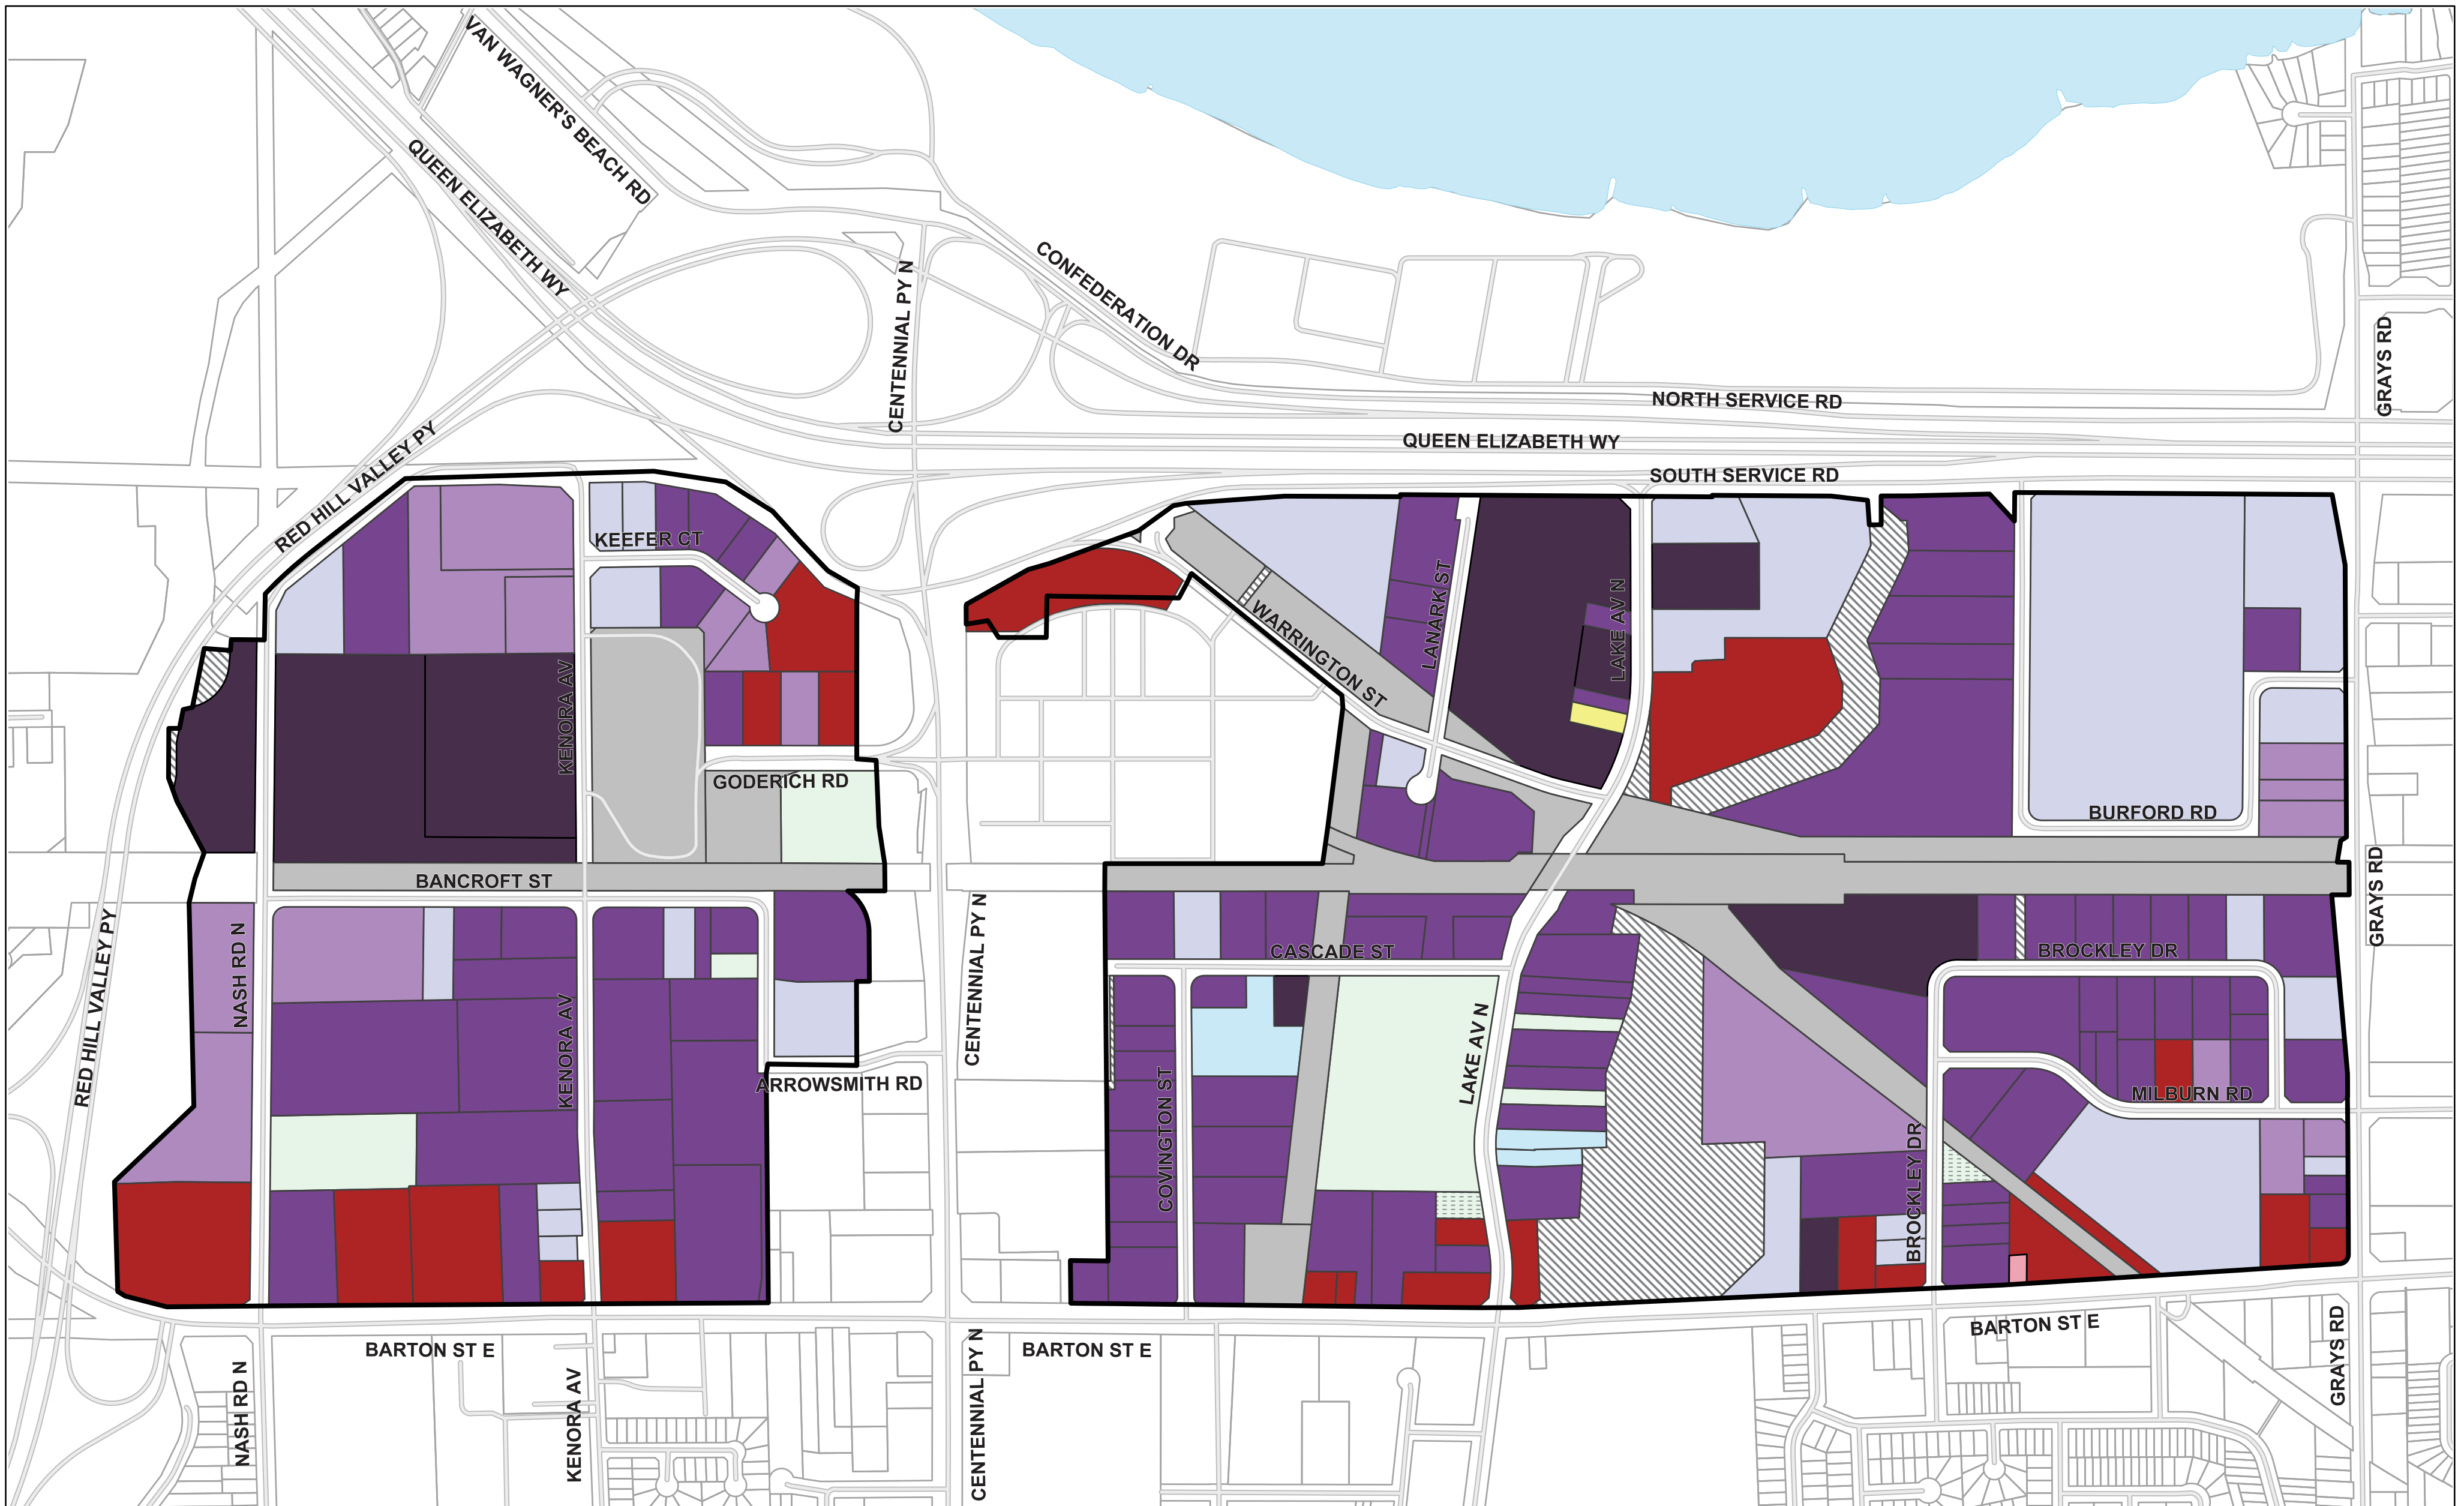 VAN WAGNER'S BEACH RD
QUEEN ELIZABETH WY
CENTENNIAL PY N
CONFEDERATION DR
GRAYS RD
NORTH SERVICE RD
QUEEN ELIZABETH WY
SOUTH SERVICE RD
RED HILL VALLEY PY
KEEFER CT
LANARK ST
LAKE AV N
WARRINGTON ST
KENORA AV
GODERICH RD
BURFORD RD
BANCROFT ST
GRAYS RD
NASH RD N
CENTENNIAL PY N
CASCADE ST
BROCKLEY DR
RED HILL VALLEY PY
KENORA AV
LAKE AV N
ARROWSMITH RD
MILBURN RD
COVINGTON ST
BROCKLEY DR
BARTON ST E
BARTON ST E
BARTON ST E
GRAYS RD
NASH RD N
KENORA AV
CENTENNIAL PY N